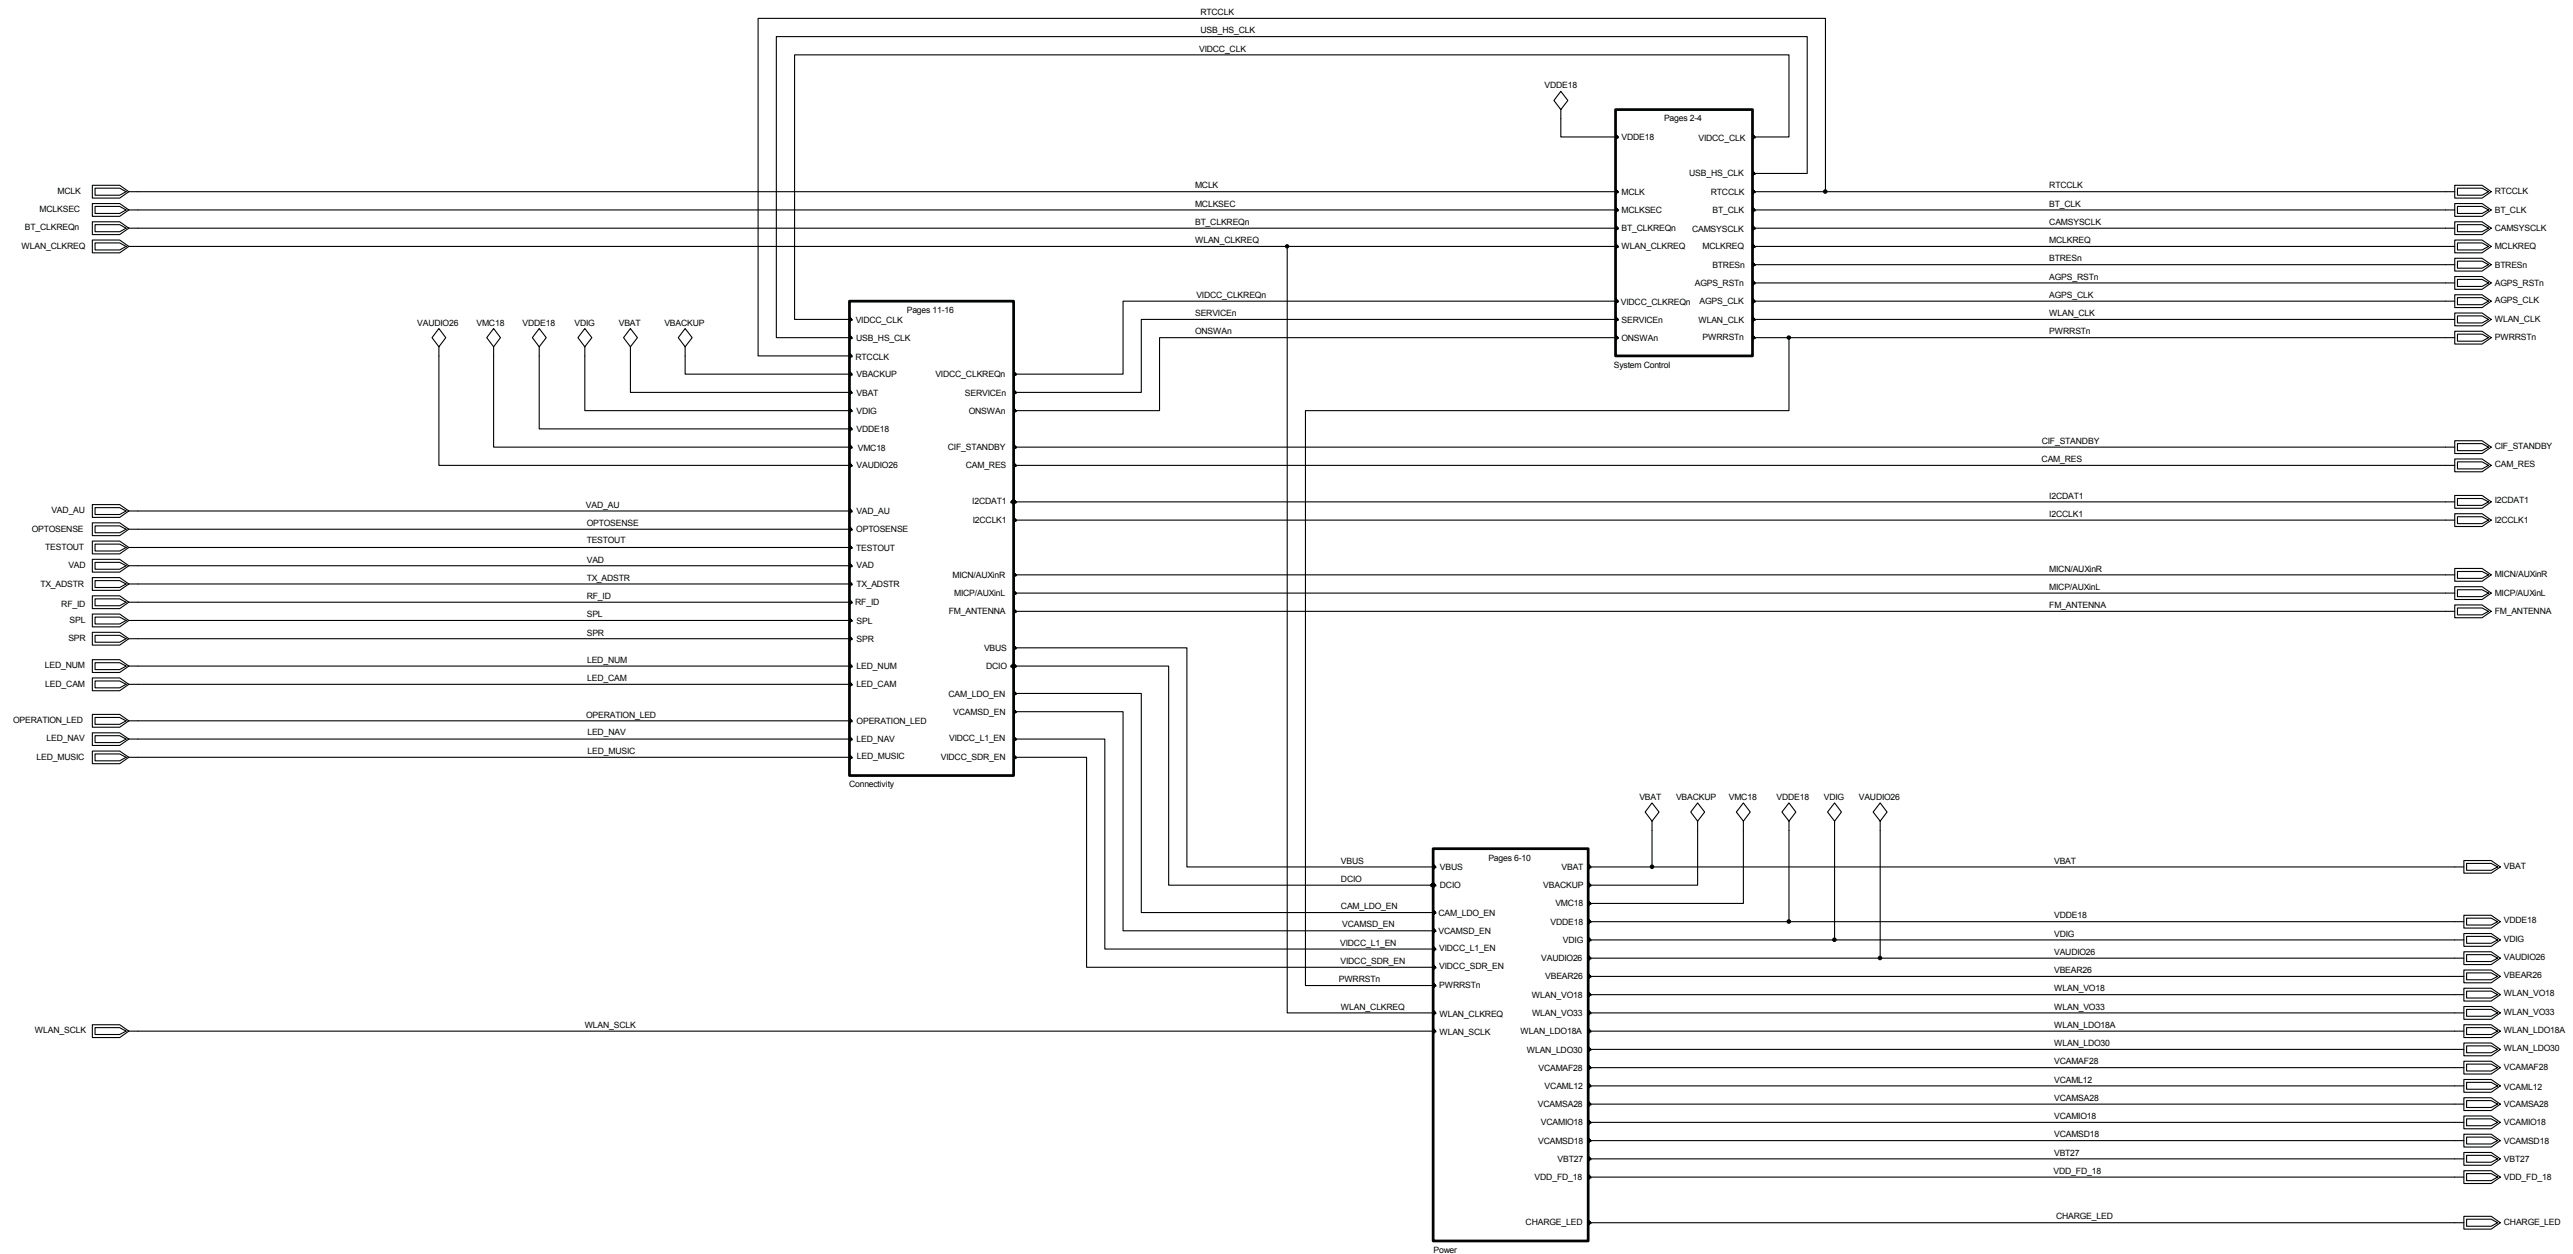 RTCCLK
USB_HS_CLK
VIDCC_CLK
VDDE18
Pages 2-4
VDDE18 VIDCC_CLK
USB_HS_CLK
MCLK MCLK MCLK RTCCLK RTCCLK RTCCLK
MCLKSEC MCLKSEC MCLKSEC BT_CLK BT_CLK BT_CLK
BT_CLKREQn BT_CLKREQn BT_CLKREQn CAMSYSCLK CAMSYSCLK CAMSYSCLK
WLAN_CLKREQ WLAN_CLKREQ WLAN_CLKREQ MCLKREQ MCLKREQ MCLKREQ
BTRESn BTRESn BTRESn
AGPS_RSTn AGPS_RSTn AGPS_RSTn
VIDCC_CLKREQn VIDCC_CLKREQn AGPS_CLK AGPS_CLK AGPS_CLK
SERVICEn SERVICEn WLAN_CLK WLAN_CLK WLAN_CLK
ONSWAn ONSWAn PWRRSTn PWRRSTn PWRRSTn
System Control
VAUDIO26 VMC18 VDDE18 VDIG VBAT VBACKUP
Pages 11-16
VIDCC_CLK
USB_HS_CLK
RTCCLK
VBACKUP VIDCC_CLKREQn
VBAT SERVICEn
VDIG ONSWAn
VDDE18
VMC18 CIF_STANDBY CIF_STANDBY CIF_STANDBY
VAUDIO26 CAM_RES CAM_RES CAM_RES
I2CDAT1 I2CDAT1 I2CDAT1
VAD_AU VAD_AU VAD_AU
I2CCLK1 I2CCLK1 I2CCLK1
OPTOSENSE OPTOSENSE OPTOSENSE
TESTOUT TESTOUT TESTOUT
VAD VAD VAD
MICN/AUXinR MICN/AUXinR MICN/AUXinR
TX_ADSTR TX_ADSTR TX_ADSTR
MICP/AUXinL MICP/AUXinL MICP/AUXinL
RF_ID RF_ID RF_ID
FM_ANTENNA FM_ANTENNA FM_ANTENNA
SPL SPL SPL
SPR SPR SPR
VBUS
LED_NUM LED_NUM LED_NUM DCIO
LED_CAM LED_CAM LED_CAM
CAM_LDO_EN
VCAMSD_EN
OPERATION_LED OPERATION_LED OPERATION_LED
LED_NAV LED_NAV LED_NAV VIDCC_L1_EN
LED_MUSIC LED_MUSIC LED_MUSIC VIDCC_SDR_EN
Connectivity
VBAT VBACKUP VMC18 VDDE18 VDIG VAUDIO26
Pages 6-10
VBUS VBUS VBAT VBAT VBAT
DCIO DCIO VBACKUP
VMC18
CAM_LDO_EN CAM_LDO_EN
VDDE18 VDDE18 VDDE18
VCAMSD_EN VCAMSD_EN
VDIG VDIG VDIG
VIDCC_L1_EN VIDCC_L1_EN
VAUDIO26 VAUDIO26 VAUDIO26
VIDCC_SDR_EN VIDCC_SDR_EN
VBEAR26 VBEAR26 VBEAR26
PWRRSTn PWRRSTn
WLAN_VO18 WLAN_VO18 WLAN_VO18
WLAN_CLKREQ WLAN_CLKREQ WLAN_VO33 WLAN_VO33 WLAN_VO33
WLAN_SCLK WLAN_SCLK WLAN_SCLK WLAN_LDO18A WLAN_LDO18A WLAN_LDO18A
WLAN_LDO30 WLAN_LDO30 WLAN_LDO30
VCAMAF28 VCAMAF28 VCAMAF28
VCAML12 VCAML12 VCAML12
VCAMSA28 VCAMSA28 VCAMSA28
VCAMIO18 VCAMIO18 VCAMIO18
VCAMSD18 VCAMSD18 VCAMSD18
VBT27 VBT27 VBT27
VDD_FD_18 VDD_FD_18 VDD_FD_18
CHARGE_LED CHARGE_LED CHARGE_LED
Power